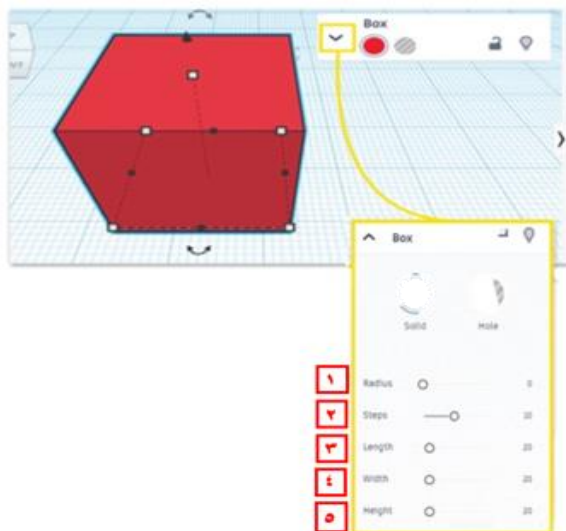 Box
Box
Solid
Hole
١ Radius 0
٢ Steps 10
٣ Length 20
٤ Width 20
٥ Height 20